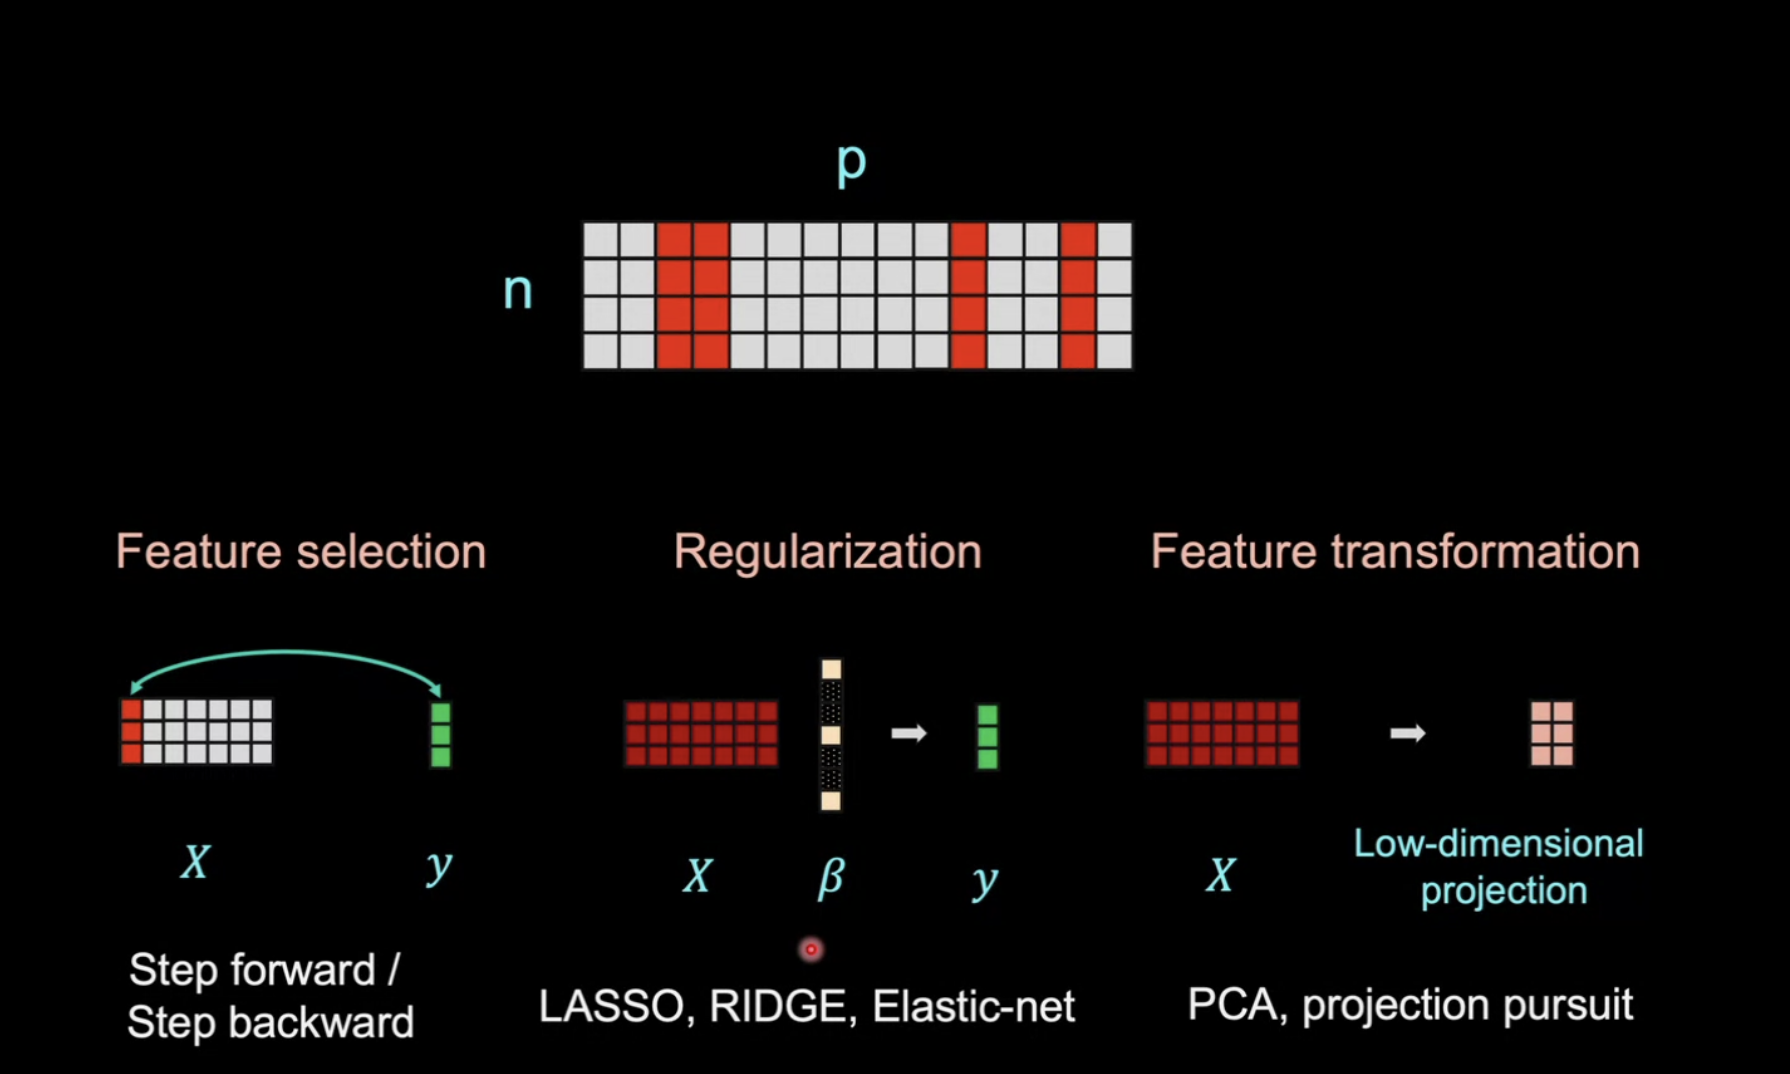 p
n
Feature selection
Regularization
Feature transformation
X
y
X
β
y
X
Low-dimensional
projection
Step forward /
Step backward
LASSO, RIDGE, Elastic-net
PCA, projection pursuit